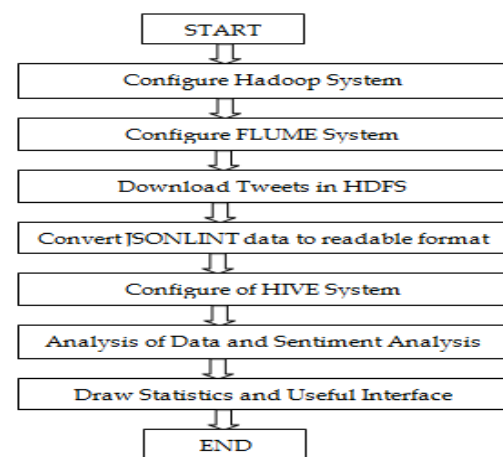 START
Configure Hadoop System
Configure FLUME System
Download Tweets in HDFS
Convert JSONLINT data to readable format
Configure of HIVE System
Analysis of Data and Sentiment Analysis
Draw Statistics and Useful Interface
END